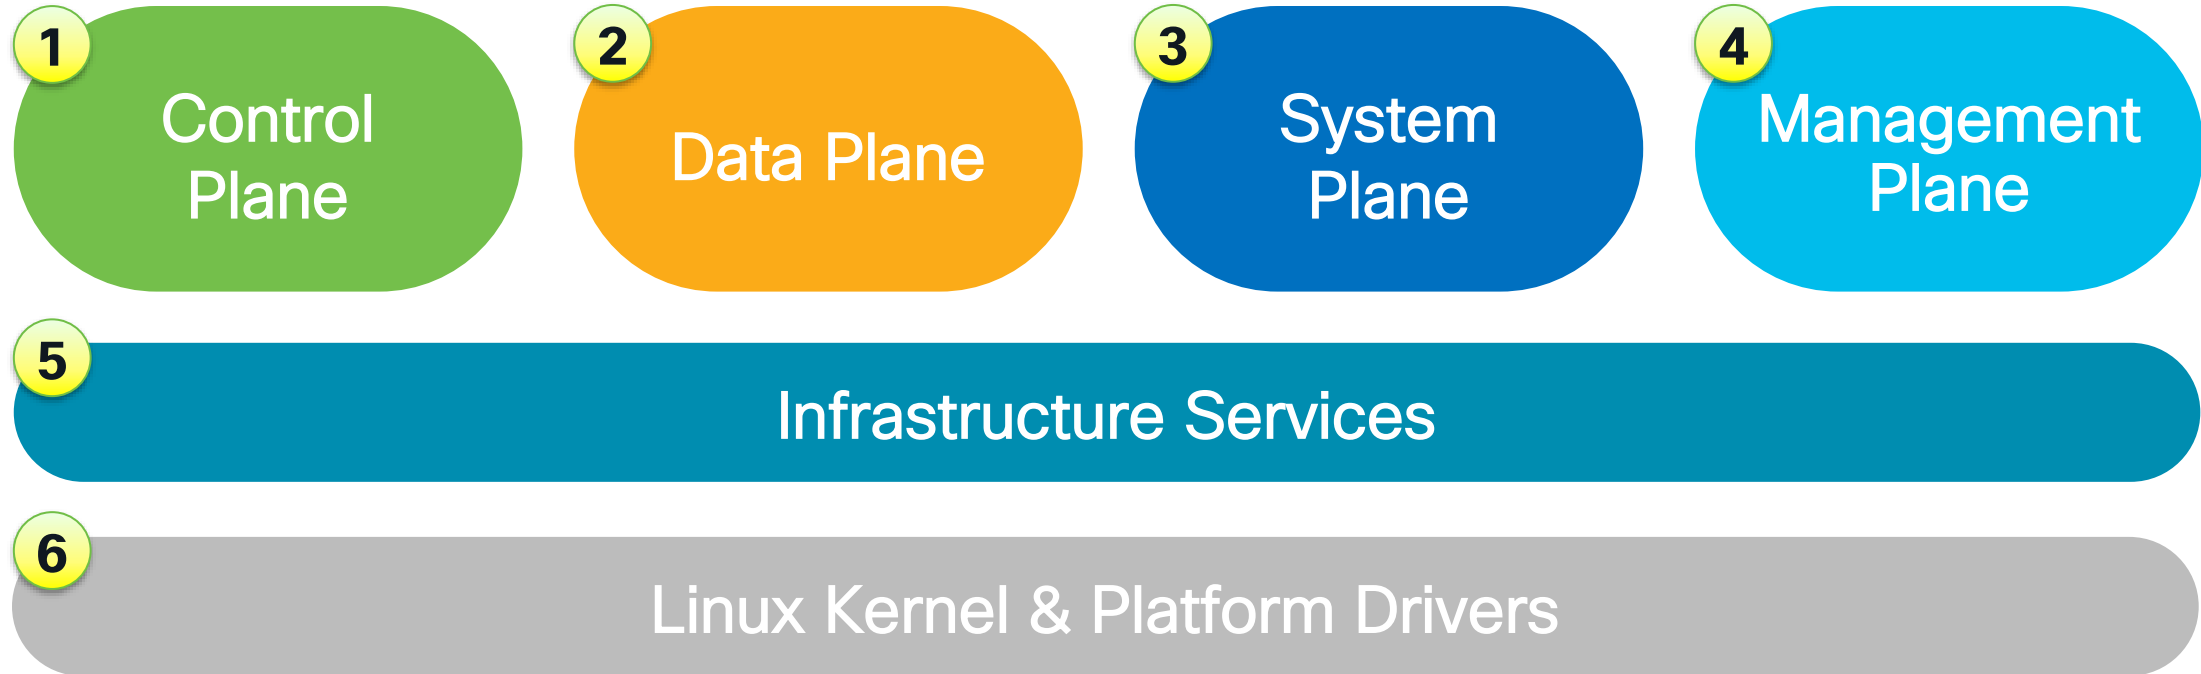 1
Control
Plane
2
Data Plane
3
System
Plane
4
Management
Plane
5
Infrastructure Services
6
Linux Kernel & Platform Drivers